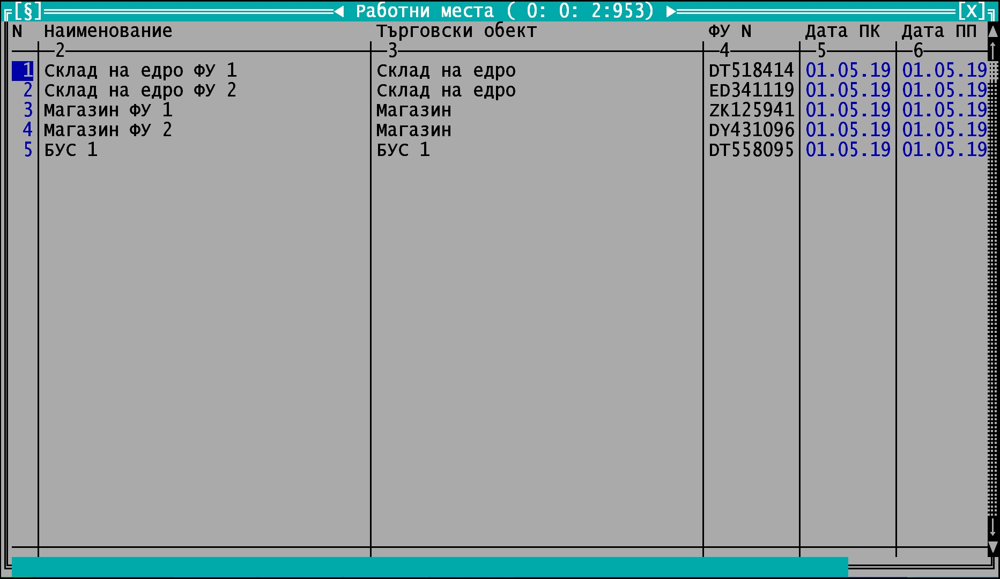 [§] Работни места ( 0: 0: 2:953) [X]
N Наименование Търговски обект ФУ N Дата ПК Дата ПП
2 3 4 5 6
1 Склад на едро ФУ 1 Склад на едро DT518414 01.05.19 01.05.19
2 Склад на едро ФУ 2 Склад на едро ED341119 01.05.19 01.05.19
3 Магазин ФУ 1 Магазин ZK125941 01.05.19 01.05.19
4 Магазин ФУ 2 Магазин DY431096 01.05.19 01.05.19
5 БУС 1 БУС 1 DT558095 01.05.19 01.05.19